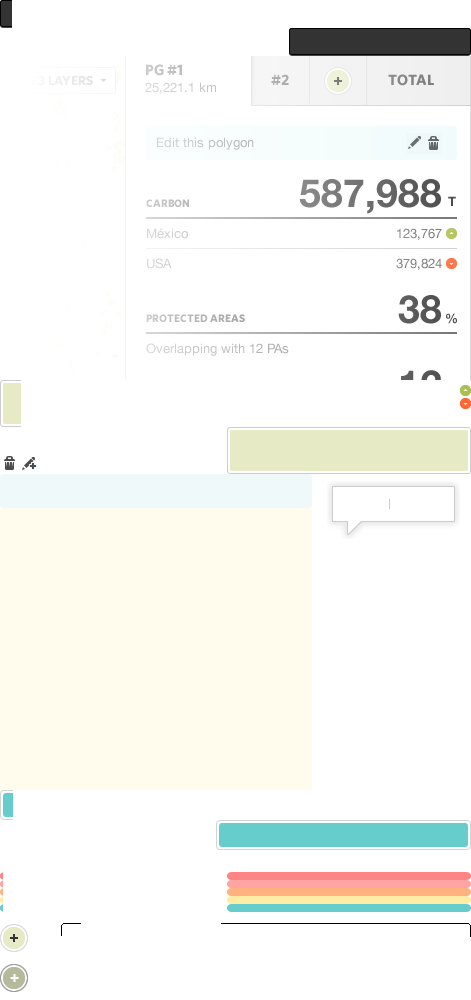 3 LAYERS
PG #1
25,221.1 km
#2
TOTAL
Edit this polygon
CARBON
587,988 T
México
123,767
USA
379,824
PROTECTED AREAS
38 %
Overlapping with 12 PAs